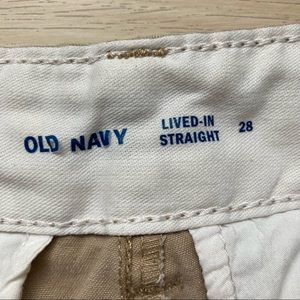 OLD NAVY
LIVED-IN
STRAIGHT
28